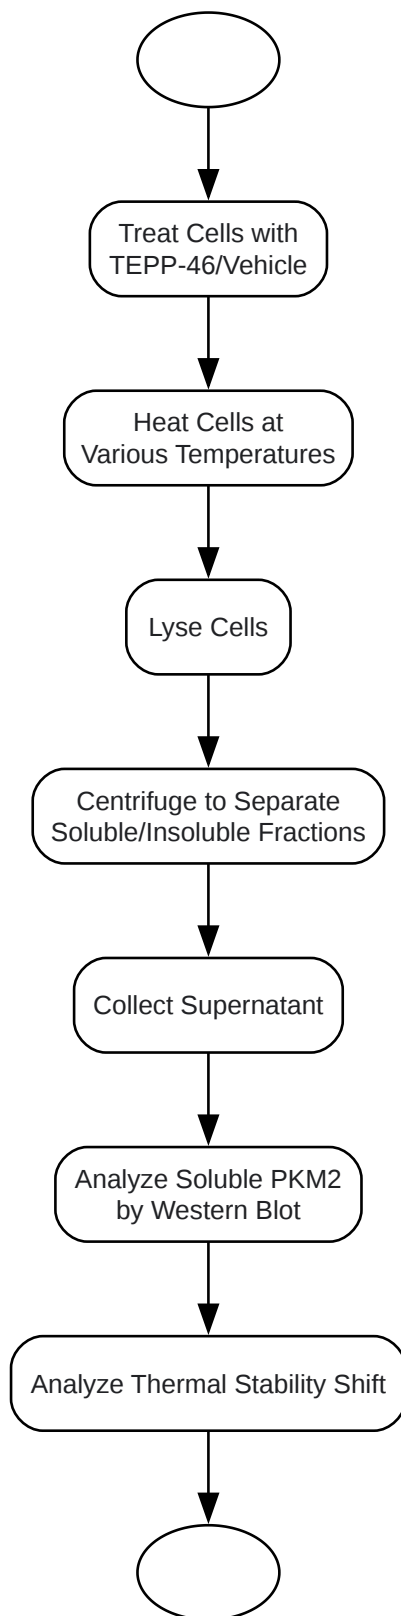 Treat Cells with
TEPP-46/Vehicle
Heat Cells at
Various Temperatures
Lyse Cells
Centrifuge to Separate
Soluble/Insoluble Fractions
Collect Supernatant
Analyze Soluble PKM2
by Western Blot
Analyze Thermal Stability Shift